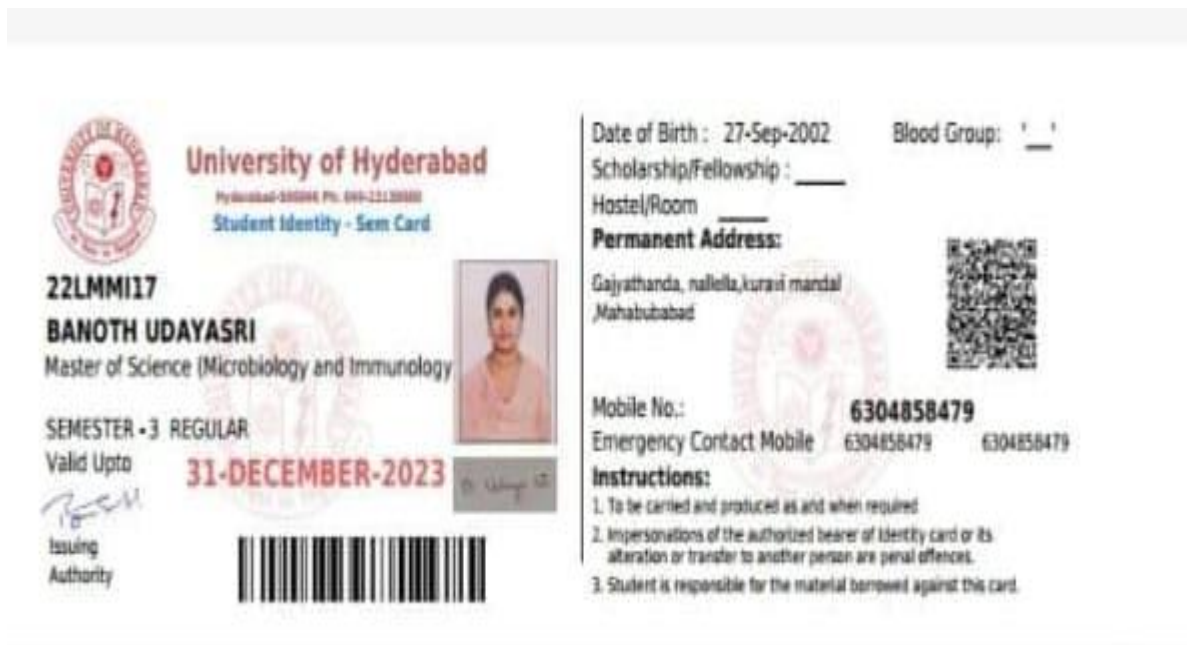 University of Hyderabad
Student Identity - Sem Card
22LMMI17
BANOTH UDAYASRI
Master of Science (Microbiology and Immunology
SEMESTER - 3 REGULAR
Valid Upto
31-DECEMBER-2023
Issuing
Authority
Date of Birth : 27-Sep-2002 Blood Group: '__'
Scholarship/Fellowship : ____
Hostel/Room ____
Permanent Address:
Gajyathanda, nallella,kuravi mandal
,Mahabubabad
Mobile No.: 6304858479
Emergency Contact Mobile 6304858479 6304858479
Instructions:
1. To be carried and produced as and when required
2. Impersonations of the authorized bearer of Identity card or its
alteration or transfer to another person are penal offences.
3. Student is responsible for the material borrowed against this card.